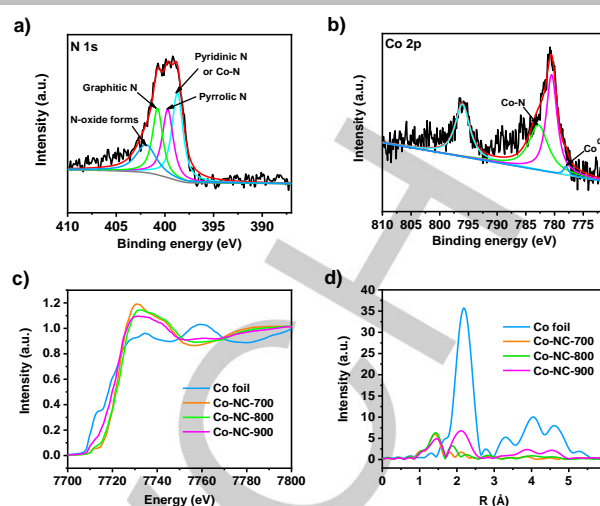 a)
N 1s
Pyridinic N
or Co-N
Graphitic N
Pyrrolic N
N-oxide forms
Intensity (a.u.)
410 405 402 396 390
Binding energy (eV)
b)
Co 2p
Co-N
Co
Intensity (a.u.)
810 805 800 795 790 785 780 775
Binding energy (eV)
c)
1.2
1.0
0.8
0.6
0.4
0.2
0.0
Intensity (a.u.)
Co foil
Co-NC-700
Co-NC-800
Co-NC-900
7700 7720 7740 7760 7780 7800
Energy (eV)
d)
40
35
30
25
20
15
10
5
0
Intensity (a.u.)
Co foil
Co-NC-700
Co-NC-800
Co-NC-900
0 1 2 3 4 5
R (Å)